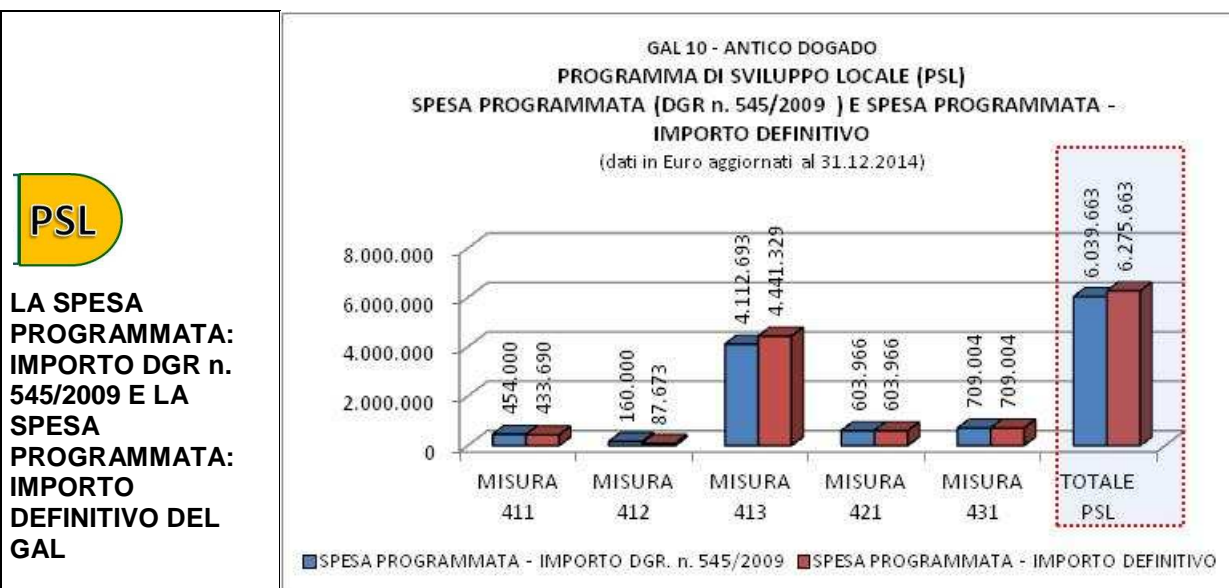 PSL
LA SPESA
PROGRAMMATA:
IMPORTO DGR n.
545/2009 E LA
SPESA
PROGRAMMATA:
IMPORTO
DEFINITIVO DEL
GAL
GAL 10 - ANTICO DOGADO
PROGRAMMA DI SVILUPPO LOCALE (PSL)
SPESA PROGRAMMATA (DGR n. 545/2009 ) E SPESA PROGRAMMATA -
IMPORTO DEFINITIVO
(dati in Euro aggiornati al 31.12.2014)
8.000.000
6.000.000
4.000.000
2.000.000
0
454.000
433.690
160.000
87.673
4.112.693
4.441.329
603.966
603.966
709.004
709.004
6.039.663
6.275.663
MISURA
411
MISURA
412
MISURA
413
MISURA
421
MISURA
431
TOTALE
PSL
SPESA PROGRAMMATA - IMPORTO DGR. n. 545/2009
SPESA PROGRAMMATA - IMPORTO DEFINITIVO